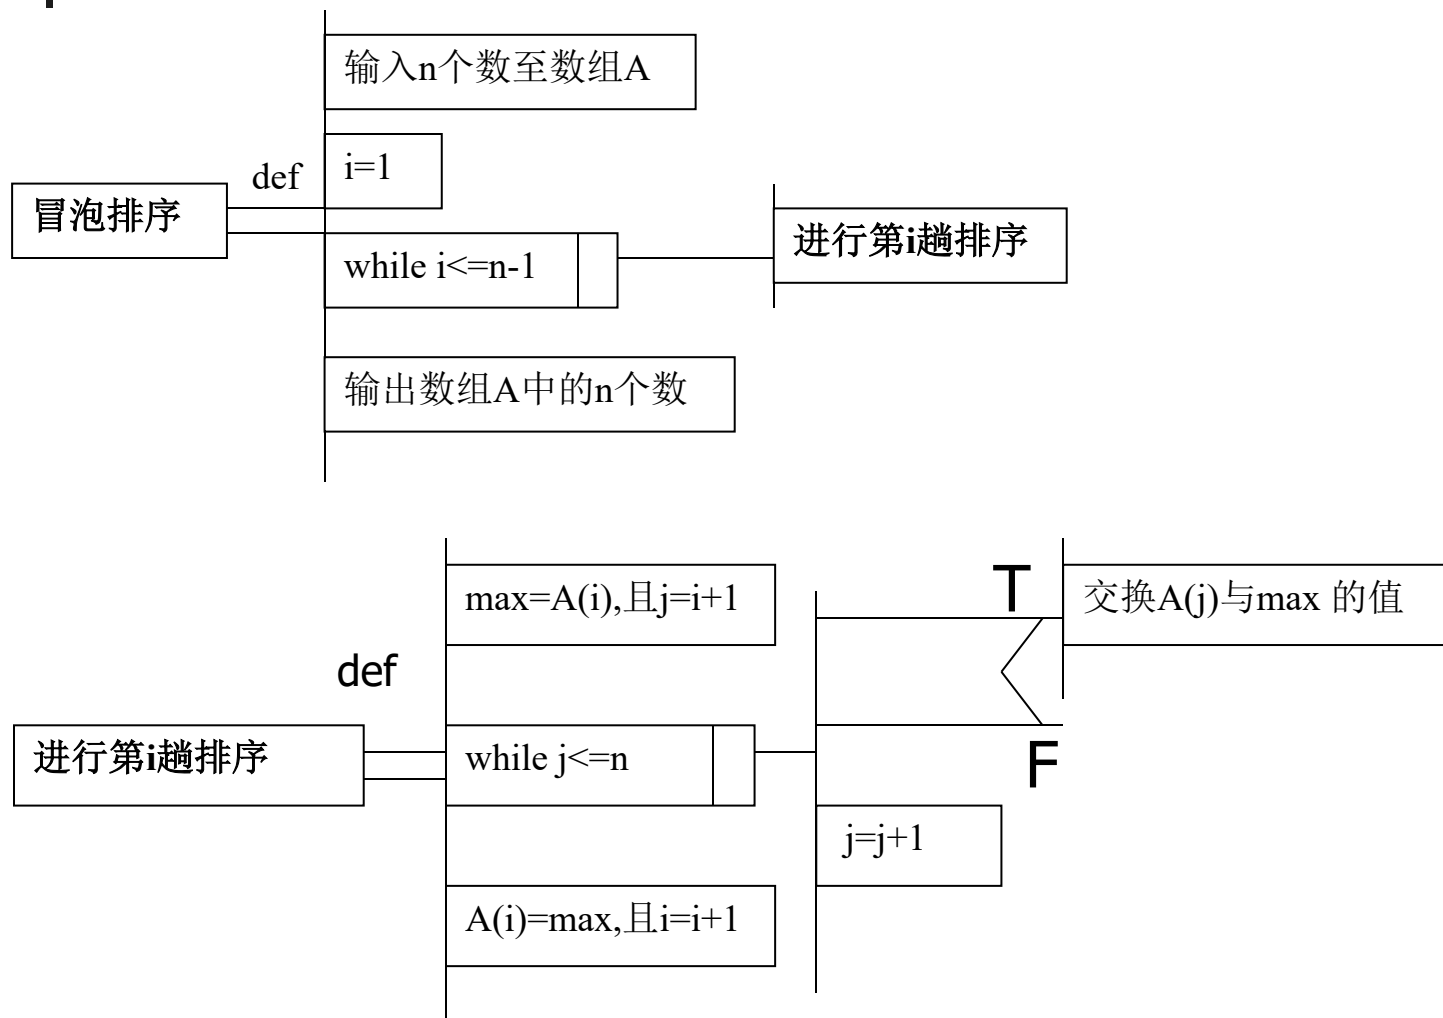 输入n个数至数组A
def
i=1
冒泡排序
while i<=n-1
进行第i趟排序
输出数组A中的n个数
max=A(i),且j=i+1
T
交换A(j)与max 的值
def
进行第i趟排序
while j<=n
F
j=j+1
A(i)=max,且i=i+1